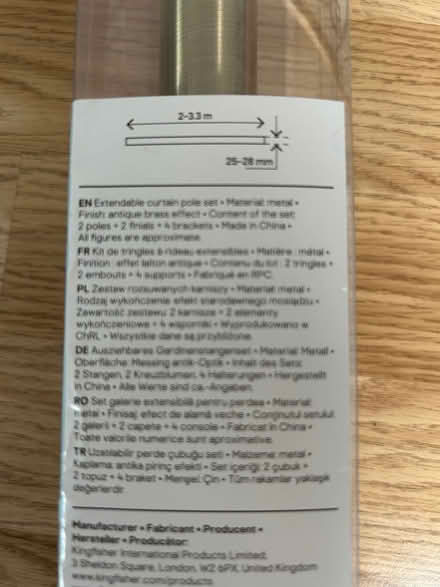 2-3.3 m
25-28 mm
EN Extendable curtain pole set • Material: metal •
Finish: antique brass effect • Content of the set:
2 poles + 2 finials + 4 brackets • Made in China •
All figures are approximate.
FR Kit de tringles à rideau extensibles • Matière : métal •
Finition : effet laiton antique • Contenu du lot : 2 tringles +
2 embouts + 4 supports • Fabriqué en RPC.
PL Zestaw rozsuwanych karniszy • Materiał: metal •
Rodzaj wykończenia: efekt starodawnego mosiądzu •
Zawartość zestawu: 2 karnisze + 2 elementy
wykończeniowe + 4 wsporniki • Wyprodukowano w
ChRL • Wszystkie dane są przybliżone.
DE Ausziehbares Gardinenstangenset • Material: Metall •
Oberfläche: Messing antik-Optik • Inhalt des Sets:
2 Stangen, 2 Kreuzblumen, 4 Halterungen • Hergestellt
in China • Alle Werte sind ca.-Angaben.
RO Set galerie extensibilă pentru perdea • Material:
metal • Finisaj: efect de alamă veche • Conținutul setului:
2 galerii + 2 capete + 4 console • Fabricat în China •
Toate valorile numerice sunt aproximative.
TR Uzatılabilir perde çubuğu seti • Malzeme: metal •
Kaplama: antika pirinç efekti • Set içeriği: 2 çubuk +
2 topuz + 4 braket • Menşei: Çin • Tüm rakamlar yaklaşık
değerlerdir.
Manufacturer • Fabricant • Producent •
Hersteller • Producător:
Kingfisher International Products Limited,
3 Sheldon Square, London, W2 6PX, United Kingdom
www.kingfisher.com/products